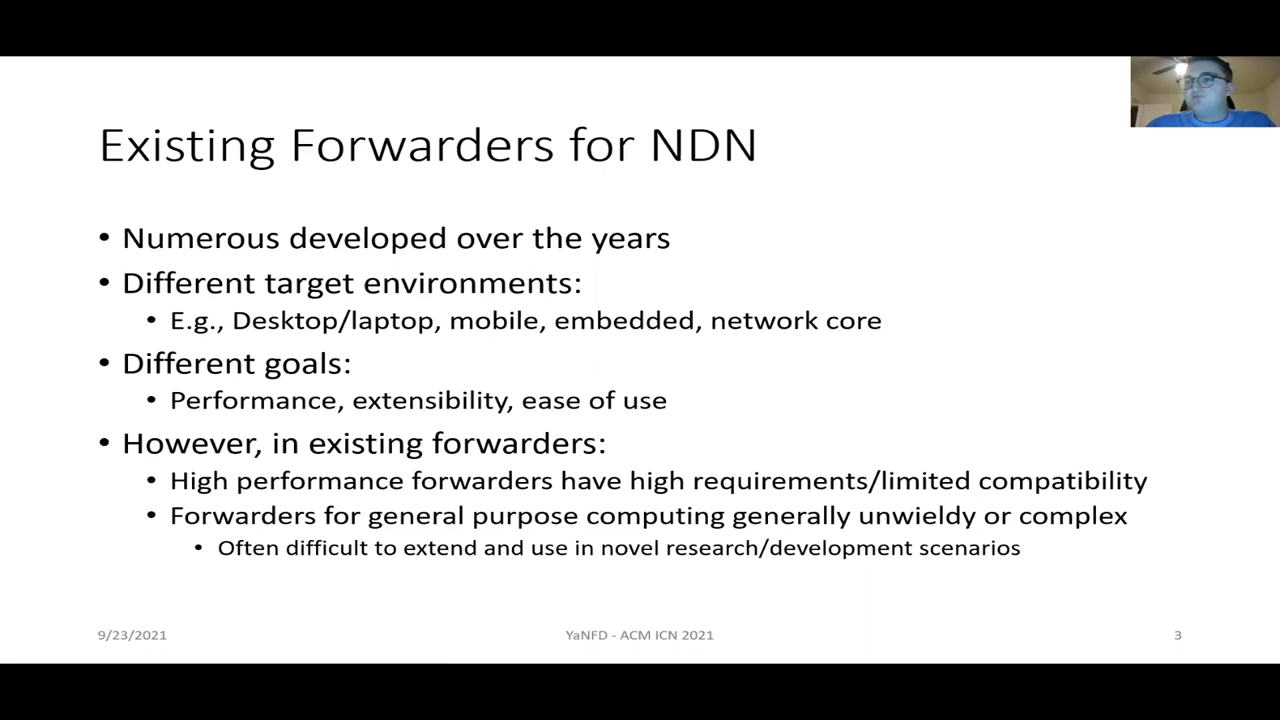 Existing Forwarders for NDN
• Numerous developed over the years
• Different target environments:
• E.g., Desktop/laptop, mobile, embedded, network core
• Different goals:
• Performance, extensibility, ease of use
• However, in existing forwarders:
• High performance forwarders have high requirements/limited compatibility
• Forwarders for general purpose computing generally unwieldy or complex
• Often difficult to extend and use in novel research/development scenarios
9/23/2021
YaNFD - ACM ICN 2021
3